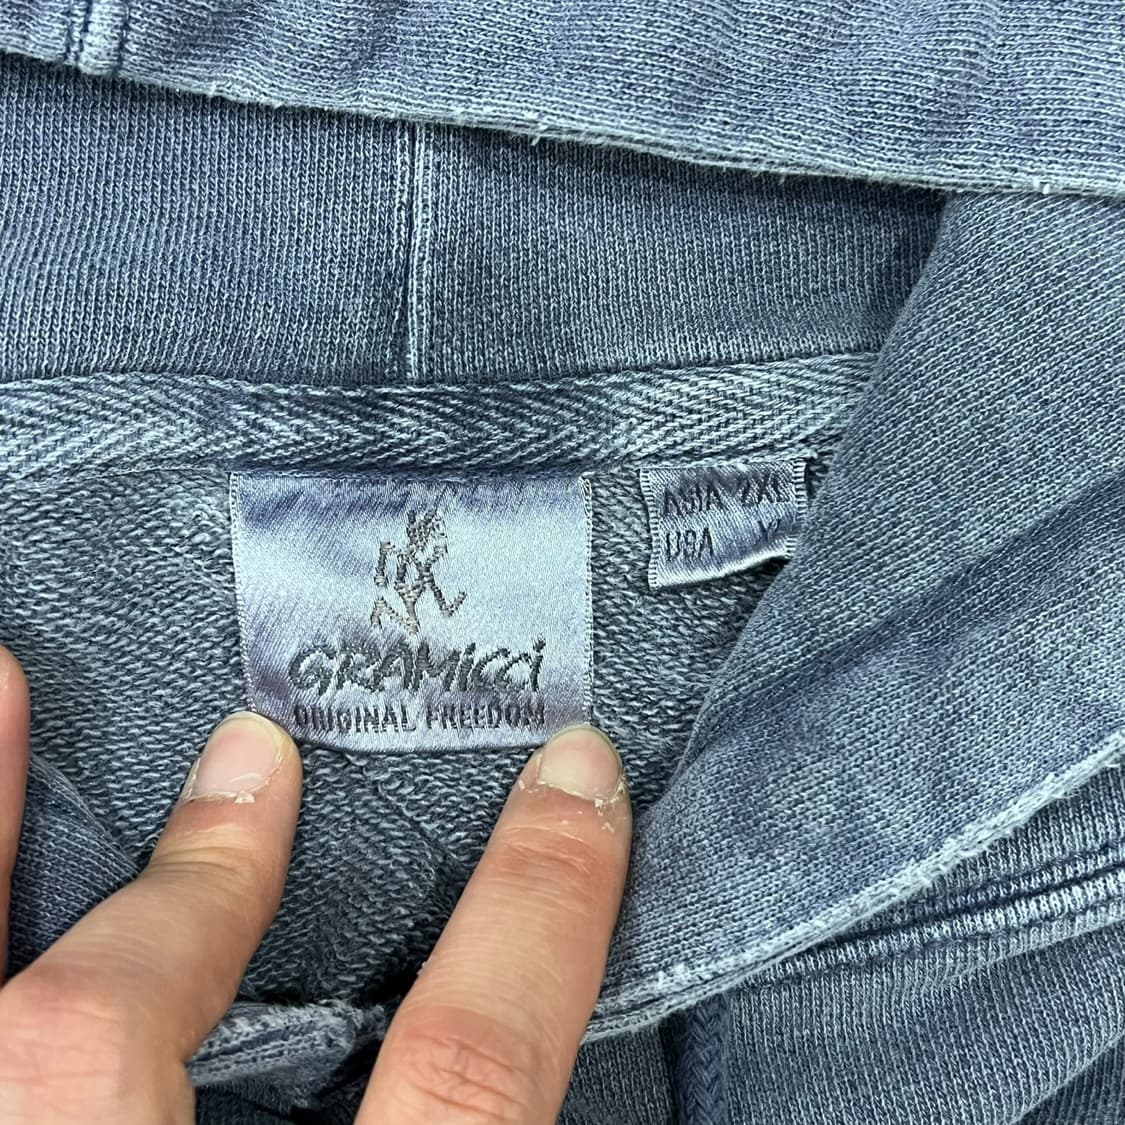 GRAMiCCi
ORIGINAL FREEDOM
ASIA 2XL
USA